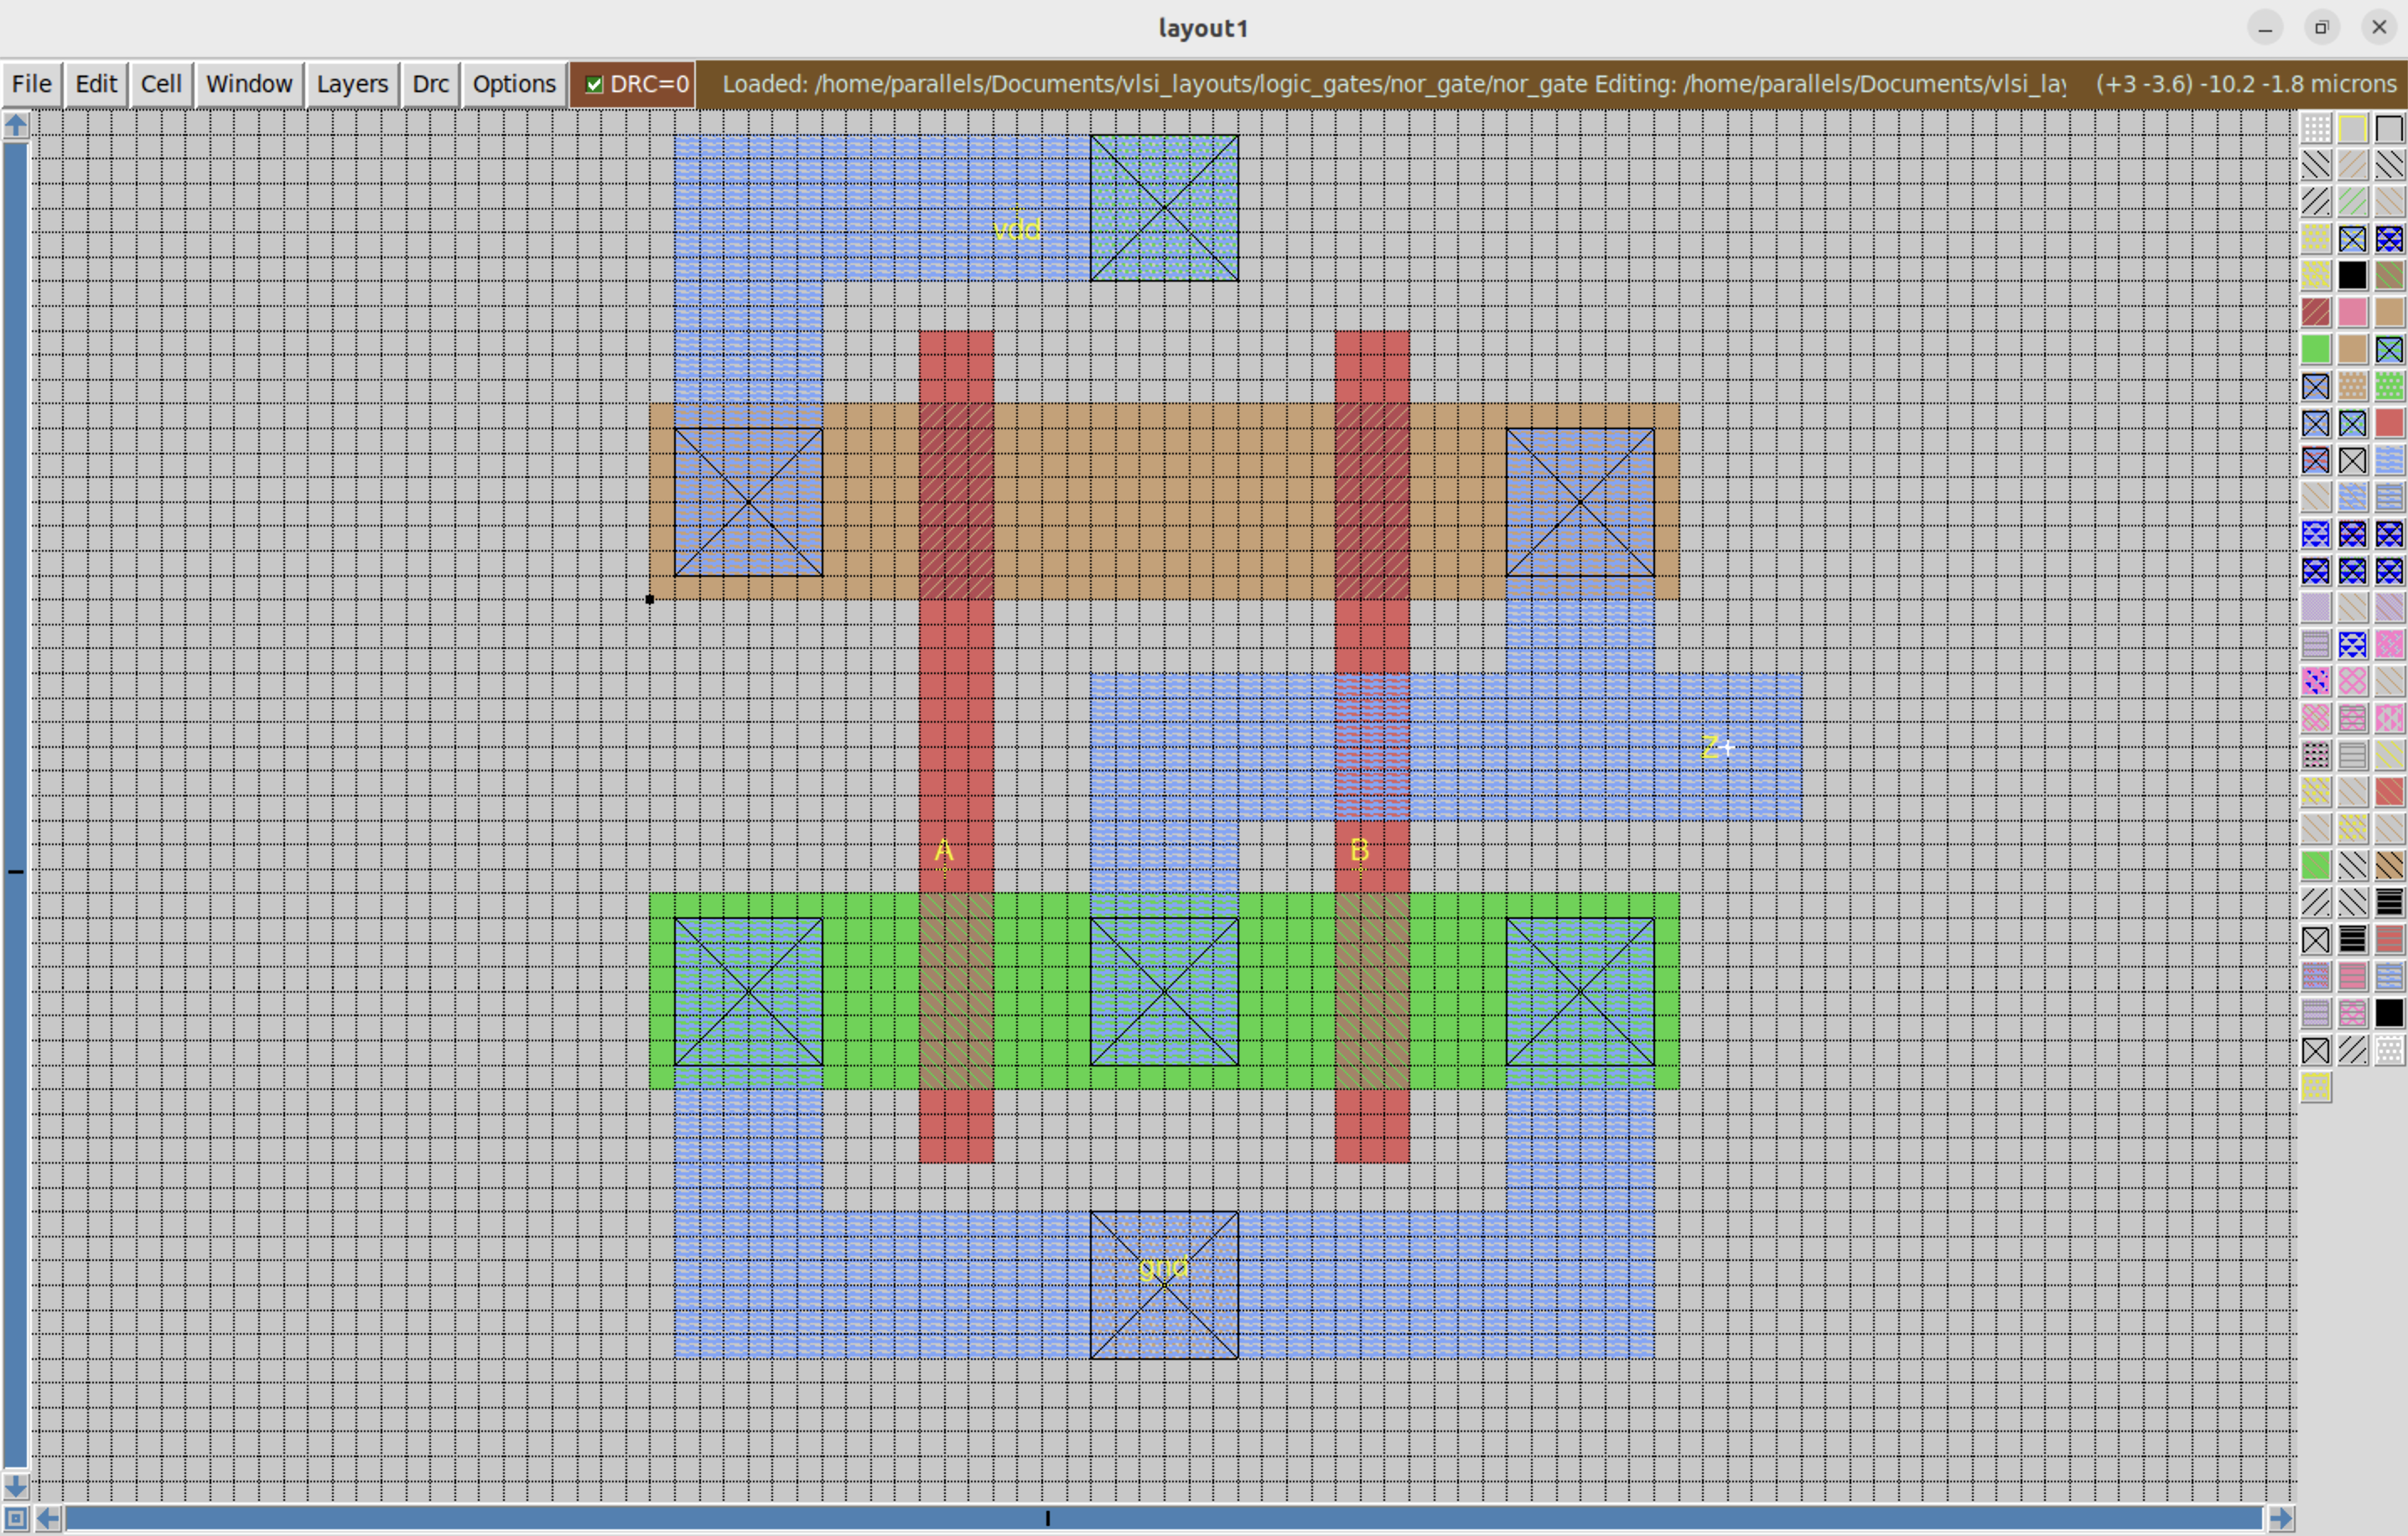 layout1
File Edit Cell Window Layers Drc Options DRC=0 Loaded: /home/parallels/Documents/vlsi_layouts/logic_gates/nor_gate/nor_gate Editing: /home/parallels/Documents/vlsi_lay (+3 -3.6) -10.2 -1.8 microns
vdd
Z
A B
gnd